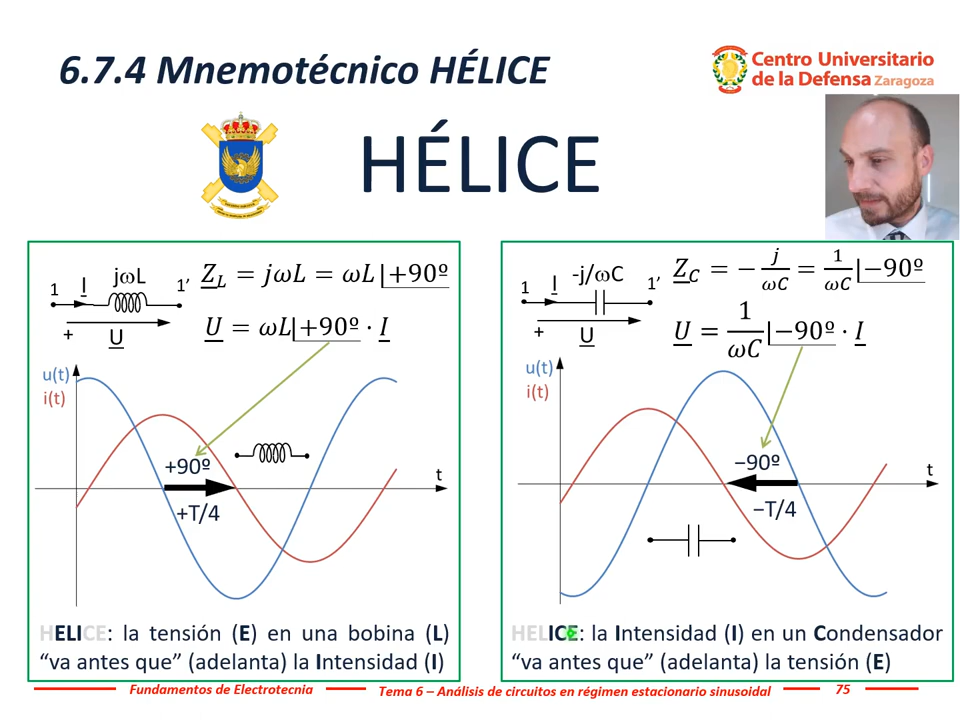 6.7.4 Mnemotécnico HÉLICE
Centro Universitario
de la Defensa Zaragoza
HÉLICE
jωL
1 I 1'
+ U
Z_L = jωL = ωL|+90º
U = ωL|+90º · I
u(t)
i(t)
+90º
t
+T/4
HELICE: la tensión (E) en una bobina (L)
“va antes que” (adelanta) la Intensidad (I)
-j/ωC
1 I 1'
+ U
Z_C = − j/ωC = 1/ωC |−90º
U = 1/ωC |−90º · I
u(t)
i(t)
−90º
t
−T/4
HELICE: la Intensidad (I) en un Condensador
“va antes que” (adelanta) la tensión (E)
Fundamentos de Electrotecnia
Tema 6 – Análisis de circuitos en régimen estacionario sinusoidal
75